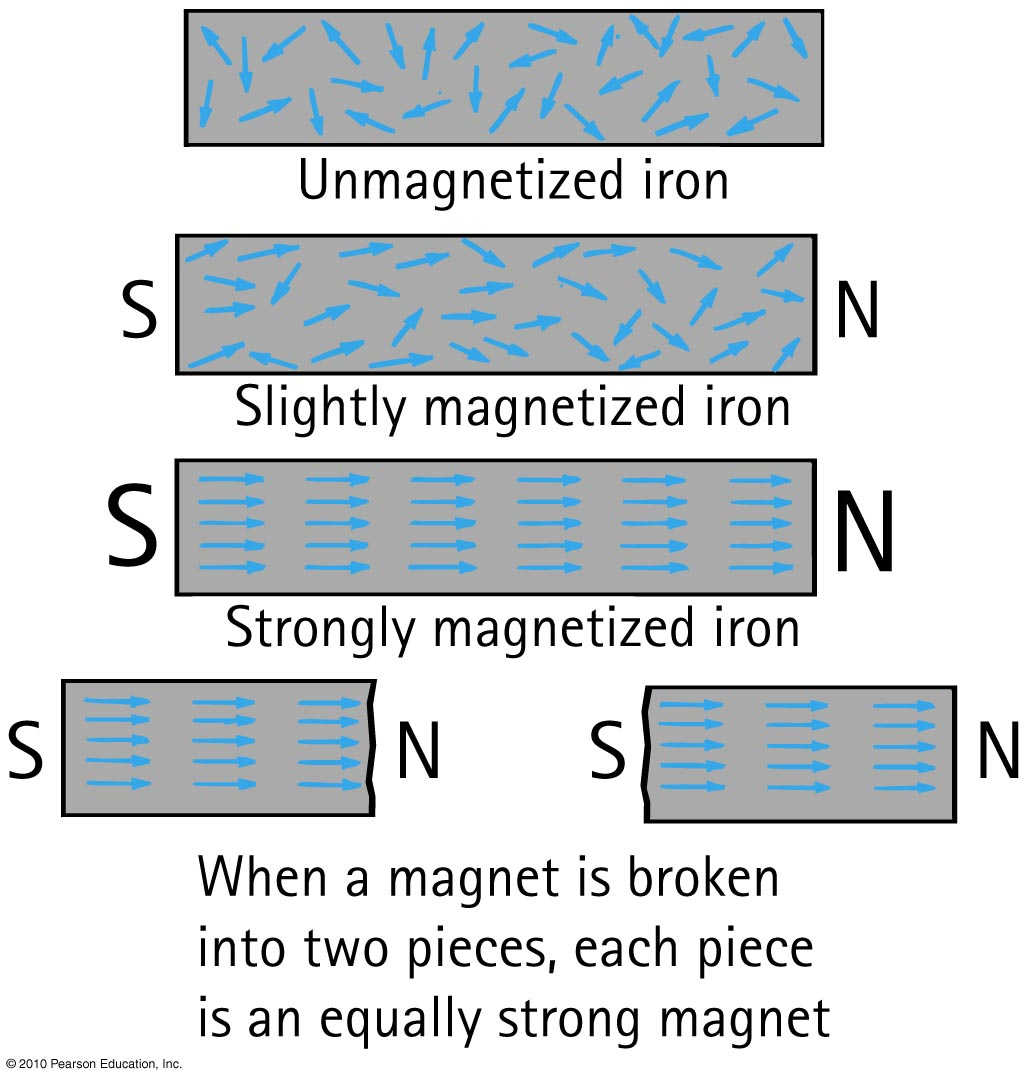 Unmagnetized iron
S N
Slightly magnetized iron
S N
Strongly magnetized iron
S N S N
When a magnet is broken
into two pieces, each piece
is an equally strong magnet
© 2010 Pearson Education, Inc.